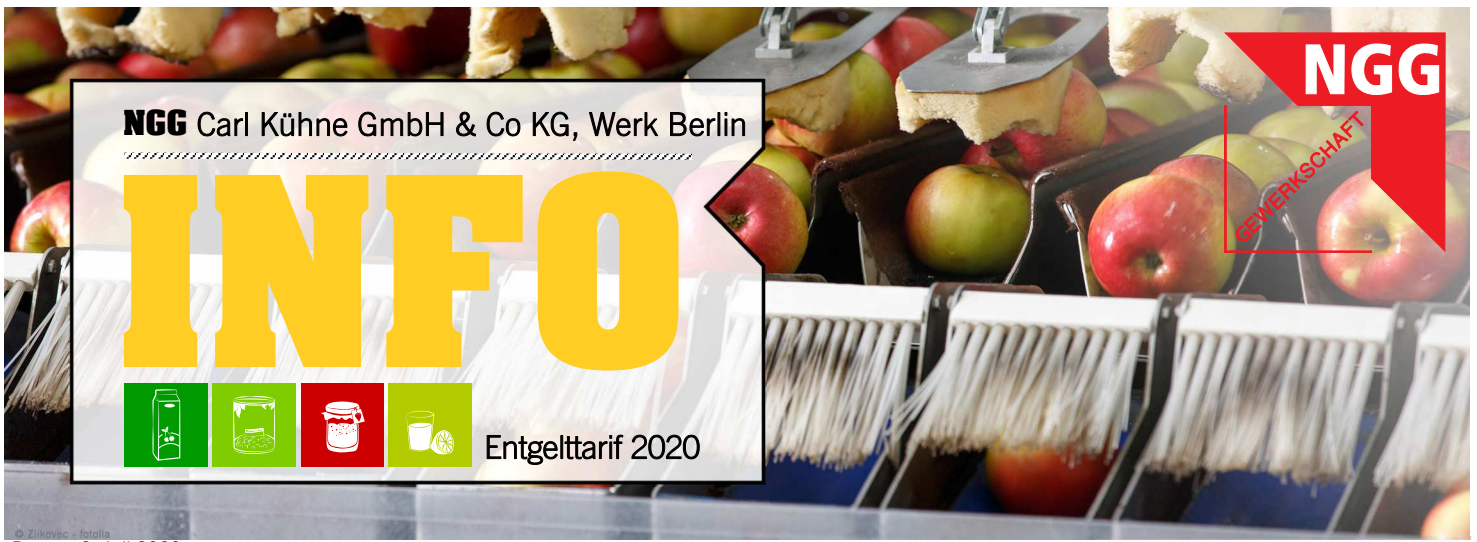 NGG Carl Kühne GmbH & Co KG, Werk Berlin
INFO
Entgelttarif 2020
NGG
GEWERKSCHAFT
© Zlikovec - fotolia